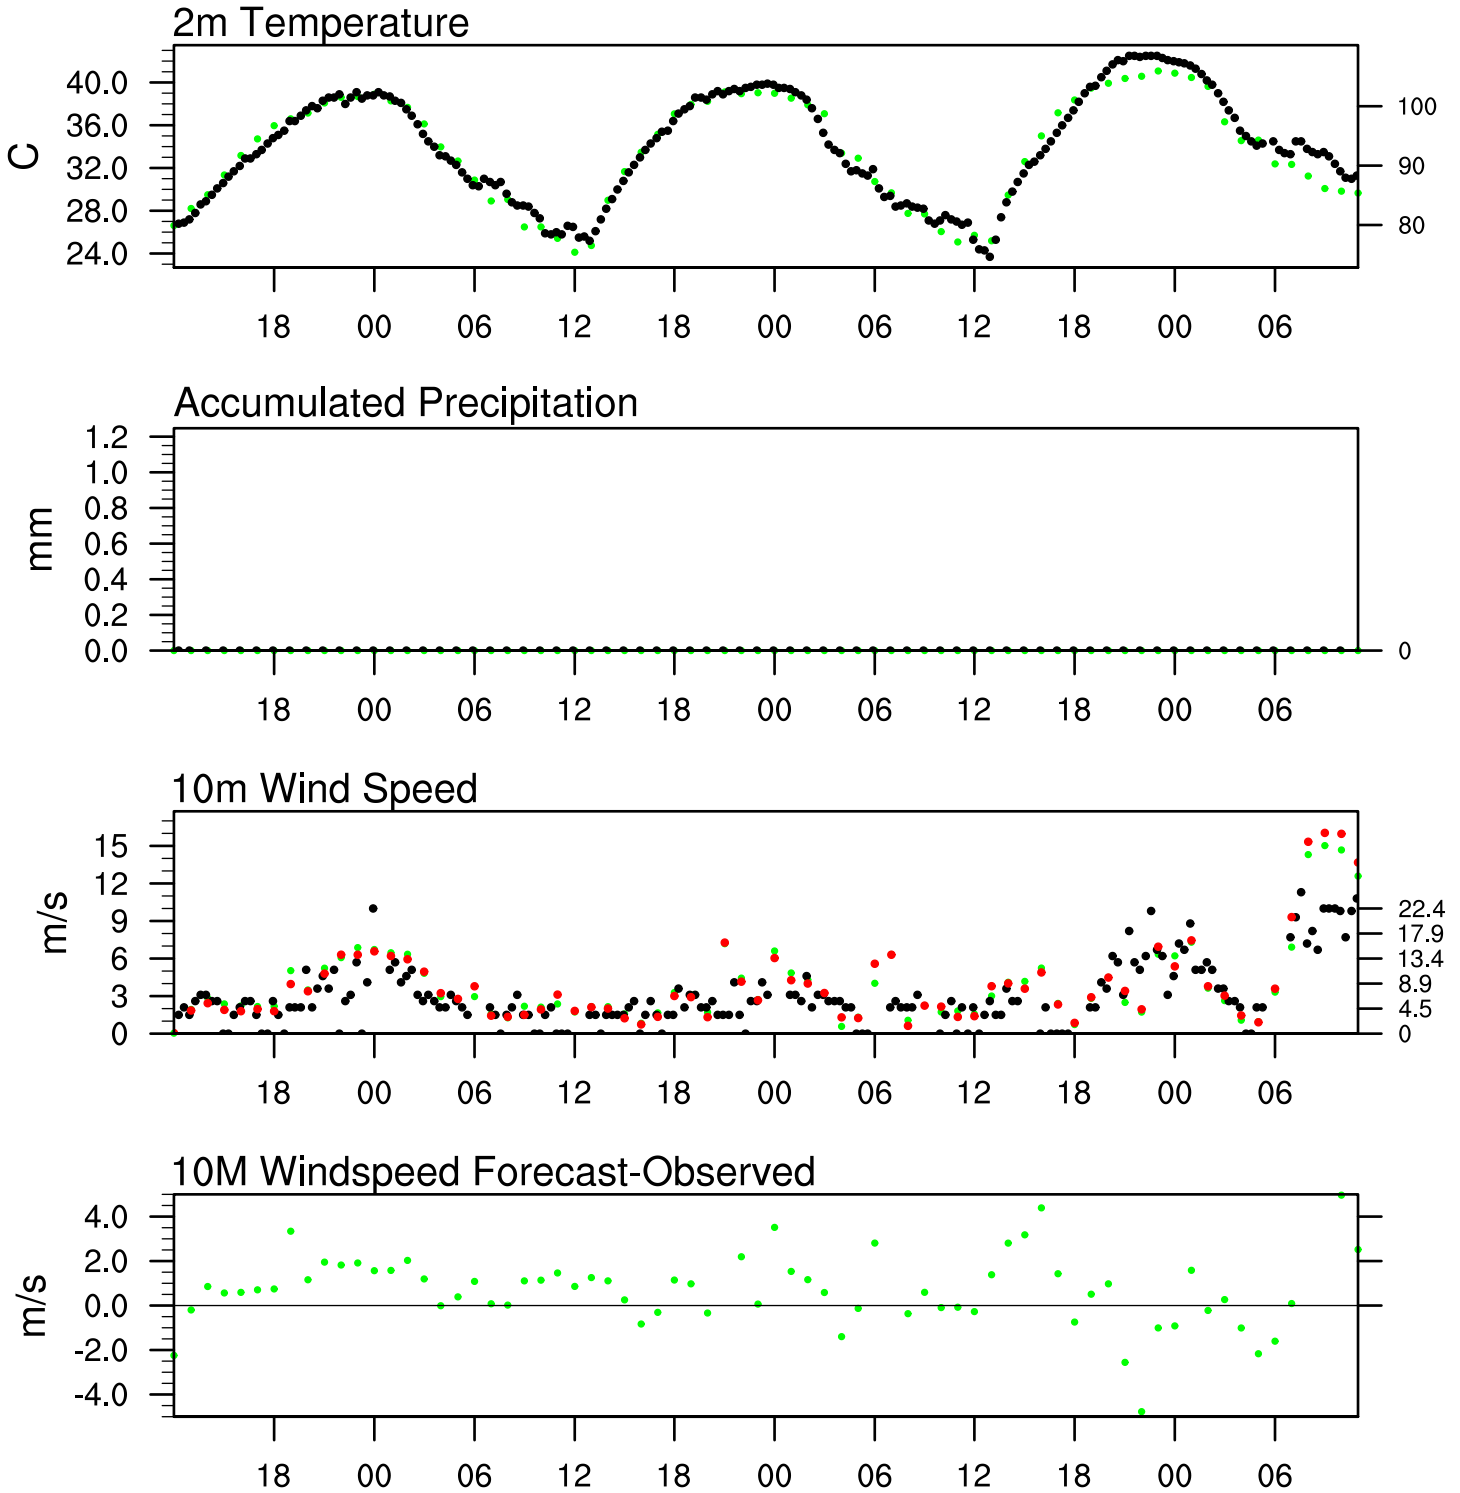 2m Temperature
40.0
36.0
32.0
28.0
24.0
C
100
90
80
18 00 06 12 18 00 06 12 18 00 06
Accumulated Precipitation
1.2
1.0
0.8
0.6
0.4
0.2
0.0
mm
0
18 00 06 12 18 00 06 12 18 00 06
10m Wind Speed
15
12
9
6
3
0
m/s
22.4
17.9
13.4
8.9
4.5
0
18 00 06 12 18 00 06 12 18 00 06
10M Windspeed Forecast-Observed
4.0
2.0
0.0
-2.0
-4.0
m/s
18 00 06 12 18 00 06 12 18 00 06